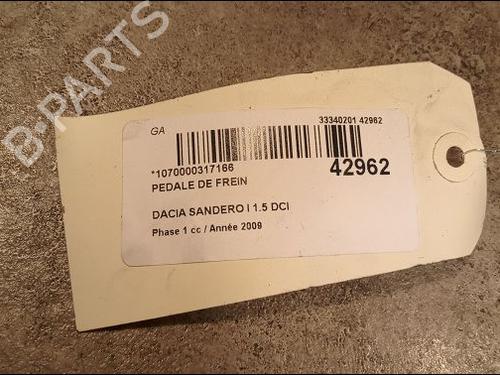 B-PARTS
GA
33340201 42962
*1070000317166
42962
PEDALE DE FREIN
DACIA SANDERO I 1.5 DCI
Phase 1 cc / Année 2009